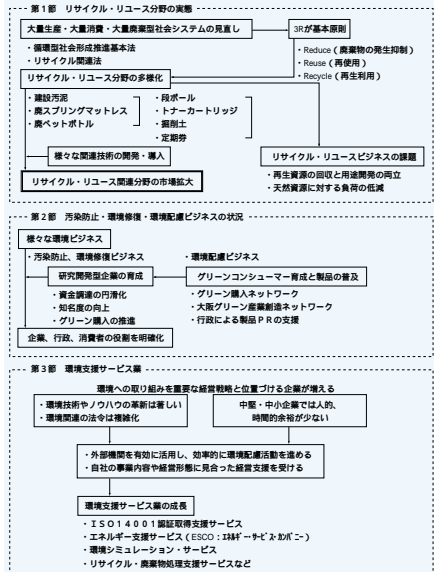 第1節 リサイクル・リユース分野の実態
大量生産・大量消費・大量廃棄型社会システムの見直し
3Rが基本原則
・循環型社会形成推進基本法
・リサイクル関連法
・Reduce(廃棄物の発生抑制)
・Reuse(再使用)
・Recycle(再生利用)
リサイクル・リユース分野の多様化
・建設汚泥
・廃スプリングマットレス
・廃ペットボトル
・段ボール
・トナーカートリッジ
・掘削土
・定期券
様々な関連技術の開発・導入
リサイクル・リユースビジネスの課題
リサイクル・リユース関連分野の市場拡大
・再生資源の回収と用途開発の両立
・天然資源に対する負荷の低減
第2節 汚染防止・環境修復・環境配慮ビジネスの状況
様々な環境ビジネス
・汚染防止、環境修復ビジネス
・環境配慮ビジネス
研究開発型企業の育成
グリーンコンシューマー育成と製品の普及
・資金調達の円滑化
・知名度の向上
・グリーン購入の推進
・グリーン購入ネットワーク
・大阪グリーン産業創造ネットワーク
・行政による製品PRの支援
企業、行政、消費者の役割を明確化
第3節 環境支援サービス業
環境への取り組みを重要な経営戦略と位置づける企業が増える
・環境技術やノウハウの革新は著しい
・環境関連の法令は複雑化
中堅・中小企業では人的、
時間的余裕が少ない
・外部機関を有効に活用し、効率的に環境配慮活動を進める
・自社の事業内容や経営形態に見合った経営支援を受ける
環境支援サービス業の成長
・ISO14001認証取得支援サービス
・エネルギー支援サービス(ESCO:エネルギー・サービス・カンパニー)
・環境シミュレーション・サービス
・リサイクル・廃棄物処理支援サービスなど